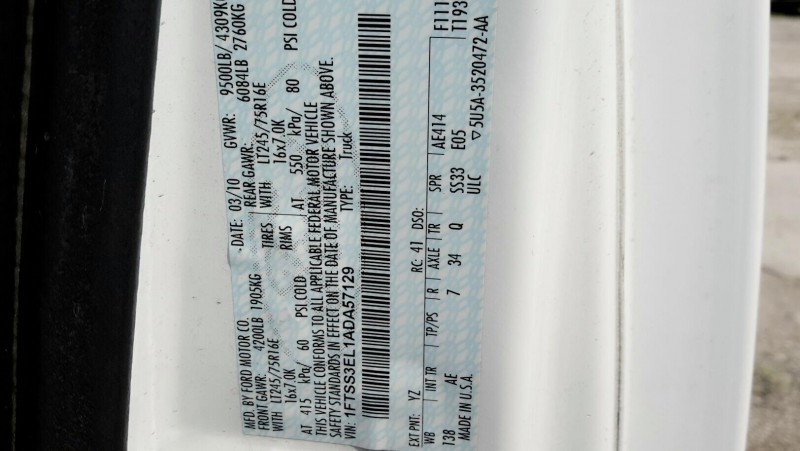 MFD. BY FORD MOTOR CO.
DATE: 03/10 GVWR: 9500LB/ 4309KG
FRONT GAWR: 4200LB 1905KG REAR GAWR: 6084LB 2760KG
WITH LT245/75R16E TIRES WITH LT245/75R16E
16x7.0K RIMS 16x7.0K
AT 415 kPa/ 60 PSI COLD AT 550 kPa/ 80 PSI COLD
THIS VEHICLE CONFORMS TO ALL APPLICABLE FEDERAL MOTOR VEHICLE
SAFETY STANDARDS IN EFFECT ON THE DATE OF MANUFACTURE SHOWN ABOVE.
VIN: 1FTSS3EL1ADA57129 TYPE: Truck
F111
T193
EXT PNT: YZ RC: 41 DSO:
WB INT TR TP/PS R AXLE TR SPR AE414
138 AE 7 34 Q SS33 E05
MADE IN U.S.A. ULC ▽5U5A-3520472-AA